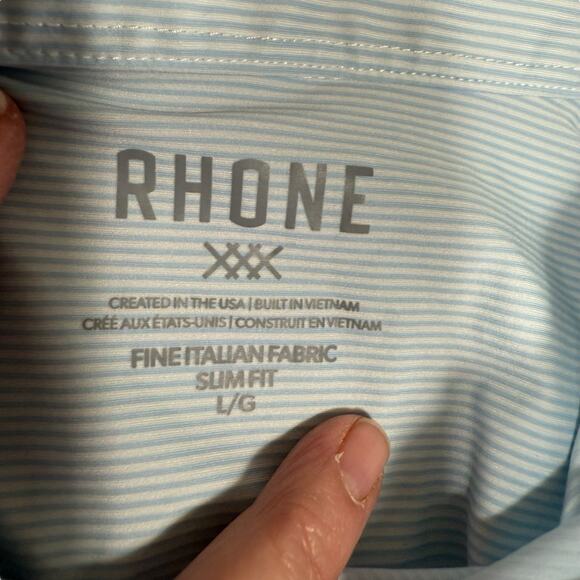 RHONE
CREATED IN THE USA | BUILT IN VIETNAM
CRÉÉ AUX ÉTATS-UNIS | CONSTRUIT EN VIETNAM
FINE ITALIAN FABRIC
SLIM FIT
L/G